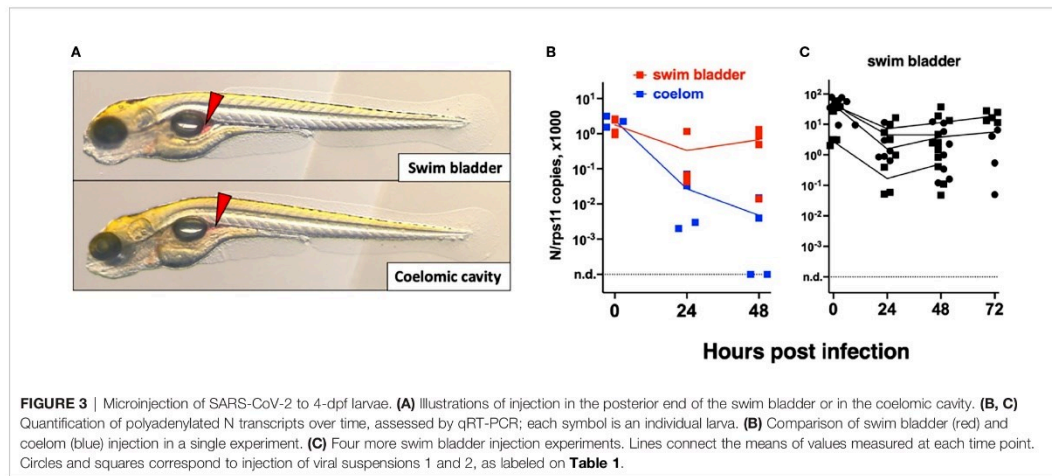 A
Swim bladder
Coelomic cavity
B
swim bladder
coelom
N/rps11 copies, x1000
10¹
10⁰
10⁻¹
10⁻²
10⁻³
n.d.
0 24 48
C
swim bladder
10²
10¹
10⁰
10⁻¹
10⁻²
10⁻³
n.d.
0 24 48 72
Hours post infection
FIGURE 3 | Microinjection of SARS-CoV-2 to 4-dpf larvae. (A) Illustrations of injection in the posterior end of the swim bladder or in the coelomic cavity. (B, C)
Quantification of polyadenylated N transcripts over time, assessed by qRT-PCR; each symbol is an individual larva. (B) Comparison of swim bladder (red) and
coelom (blue) injection in a single experiment. (C) Four more swim bladder injection experiments. Lines connect the means of values measured at each time point.
Circles and squares correspond to injection of viral suspensions 1 and 2, as labeled on Table 1.